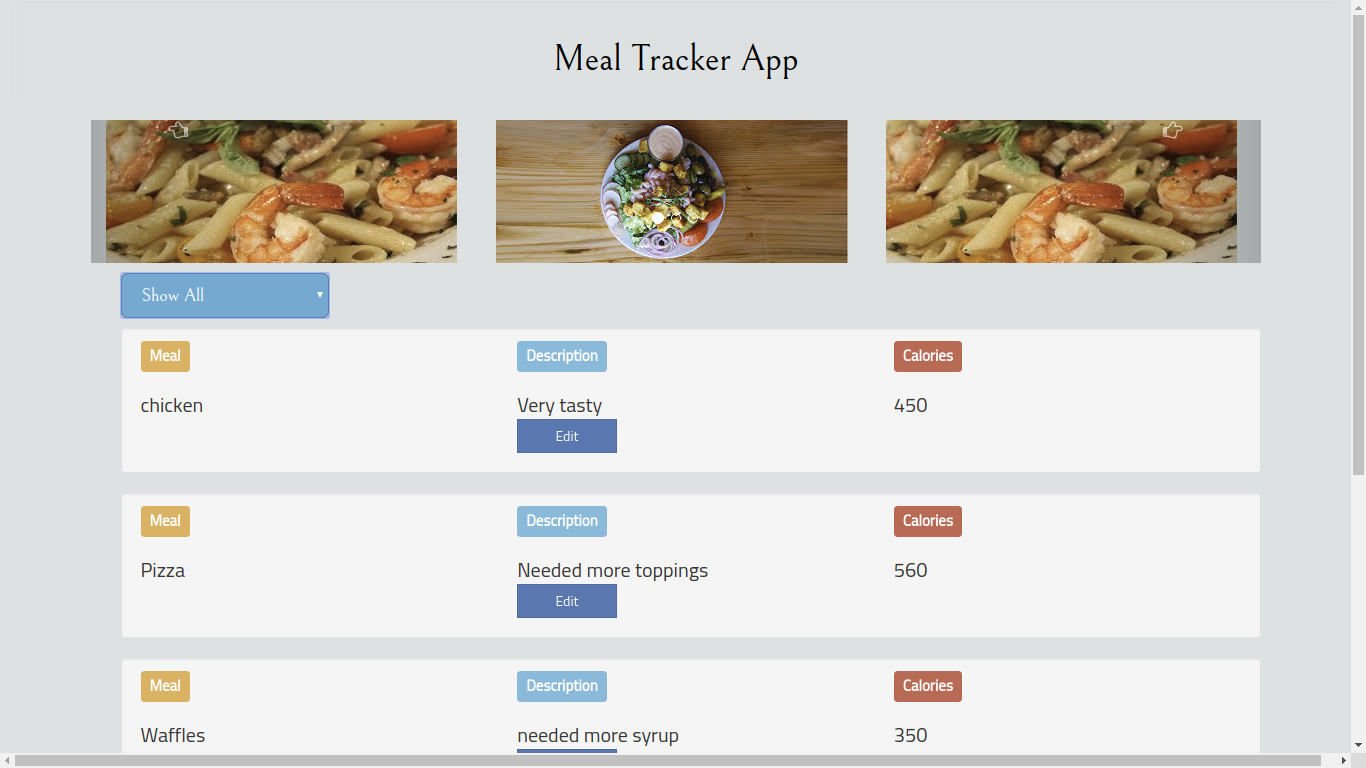 Meal Tracker App
Show All
Meal Description Calories
chicken Very tasty 450
Edit
Meal Description Calories
Pizza Needed more toppings 560
Edit
Meal Description Calories
Waffles needed more syrup 350